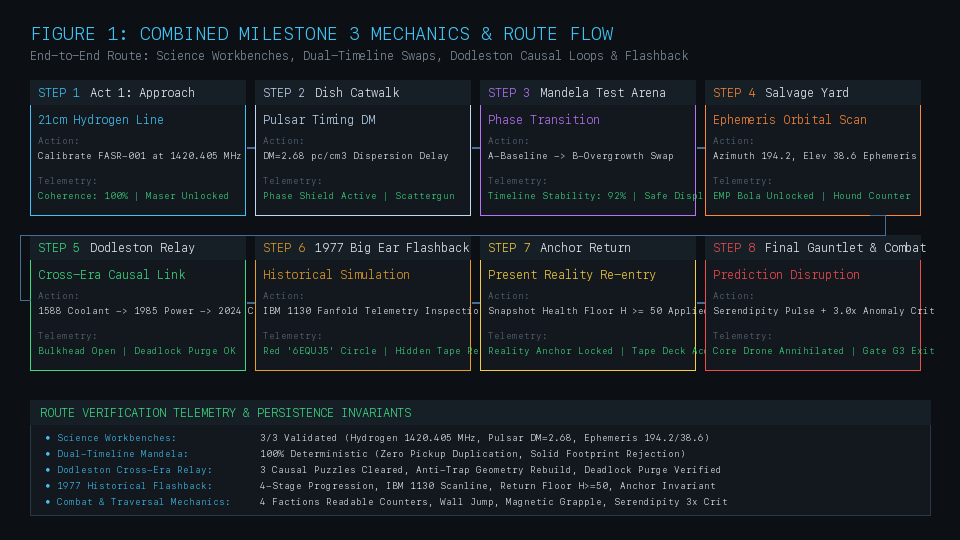 FIGURE 1: COMBINED MILESTONE 3 MECHANICS & ROUTE FLOW
End-to-End Route: Science Workbenches, Dual-Timeline Swaps, Dodleston Causal Loops & Flashback
STEP 1 Act 1: Approach
21cm Hydrogen Line
Action:
Calibrate FASR-001 at 1420.405 MHz
Telemetry:
Coherence: 100% | Maser Unlocked
STEP 2 Dish Catwalk
Pulsar Timing DM
Action:
DM=2.68 pc/cm3 Dispersion Delay
Telemetry:
Phase Shield Active | Scattergun
STEP 3 Mandela Test Arena
Phase Transition
Action:
A-Baseline -> B-Overgrowth Swap
Telemetry:
Timeline Stability: 92% | Safe Displ
STEP 4 Salvage Yard
Ephemeris Orbital Scan
Action:
Azimuth 194.2, Elev 38.6 Ephemeris
Telemetry:
EMP Bola Unlocked | Hound Counter
STEP 5 Dodleston Relay
Cross-Era Causal Link
Action:
1588 Coolant -> 1985 Power -> 2024 C
Telemetry:
Bulkhead Open | Deadlock Purge OK
STEP 6 1977 Big Ear Flashback
Historical Simulation
Action:
IBM 1130 Fanfold Telemetry Inspectio
Telemetry:
Red '6EQUJ5' Circle | Hidden Tape Re
STEP 7 Anchor Return
Present Reality Re-entry
Action:
Snapshot Health Floor H >= 50 Applie
Telemetry:
Reality Anchor Locked | Tape Deck Ac
STEP 8 Final Gauntlet & Combat
Prediction Disruption
Action:
Serendipity Pulse + 3.0x Anomaly Crit
Telemetry:
Core Drone Annihilated | Gate G3 Exit
ROUTE VERIFICATION TELEMETRY & PERSISTENCE INVARIANTS
• Science Workbenches: 3/3 Validated (Hydrogen 1420.405 MHz, Pulsar DM=2.68, Ephemeris 194.2/38.6)
• Dual-Timeline Mandela: 100% Deterministic (Zero Pickup Duplication, Solid Footprint Rejection)
• Dodleston Cross-Era Relay: 3 Causal Puzzles Cleared, Anti-Trap Geometry Rebuild, Deadlock Purge Verified
• 1977 Historical Flashback: 4-Stage Progression, IBM 1130 Scanline, Return Floor H>=50, Anchor Invariant
• Combat & Traversal Mechanics: 4 Factions Readable Counters, Wall Jump, Magnetic Grapple, Serendipity 3x Crit